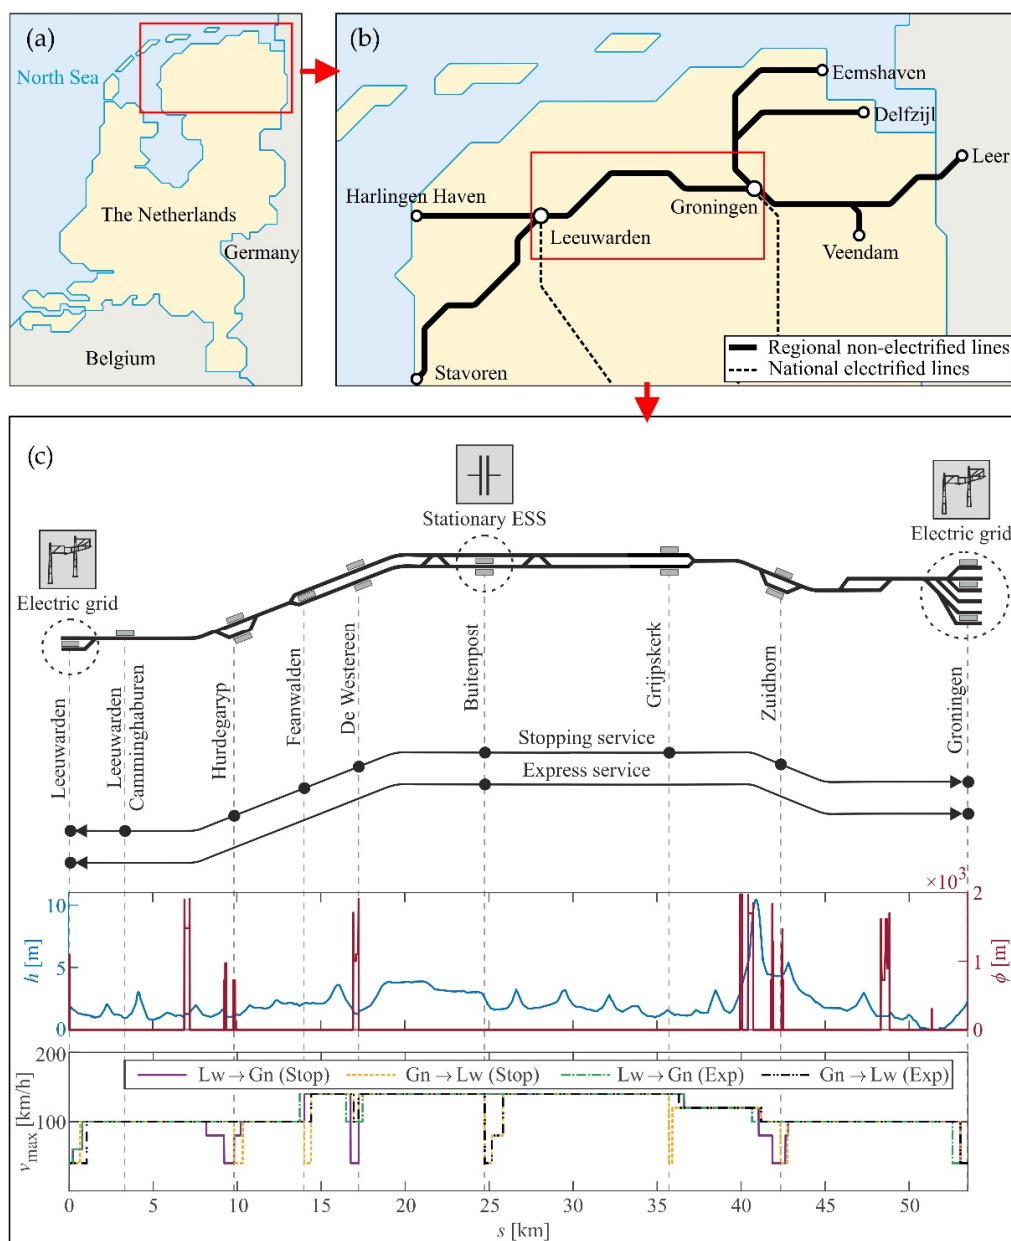 (a)
North Sea
The Netherlands
Germany
Belgium
(b)
Eemshaven
Delfzijl
Leer
Harlingen Haven
Groningen
Leeuwarden
Veendam
Stavoren
Regional non-electrified lines
National electrified lines
(c)
Stationary ESS
Electric grid
Electric grid
Leeuwarden
Leeuwarden
Camminghaburen
Hurdegaryp
Feanwalden
De Westereen
Buitenpost
Grijpskerk
Zuidhorn
Groningen
Stopping service
Express service
×10³
10
5
0
h [m]
2
1
0
ϕ [m]
200
100
v_max [km/h]
Lw→Gn (Stop) Gn→Lw (Stop) Lw→Gn (Exp) Gn→Lw (Exp)
0 5 10 15 20 25 30 35 40 45 50
s [km]